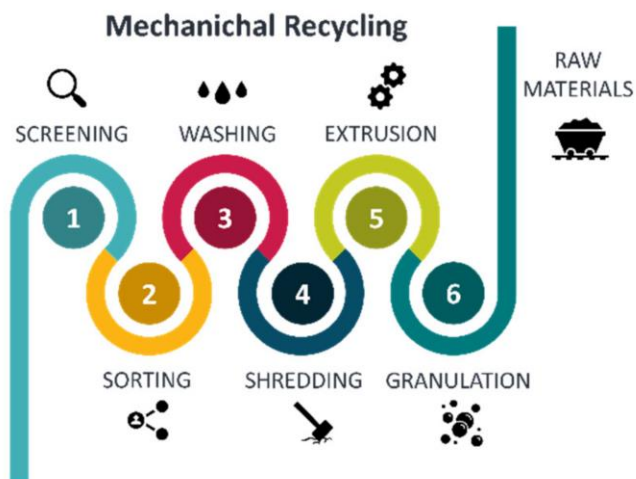 Mechanichal Recycling
RAW
MATERIALS
SCREENING
WASHING
EXTRUSION
1
3
5
2
4
6
SORTING
SHREDDING
GRANULATION